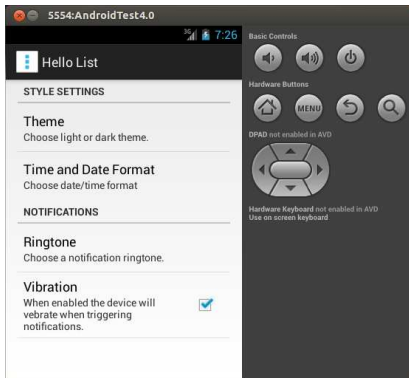 5554:AndroidTest4.0
3G 7:26
Hello List
STYLE SETTINGS
Theme
Choose light or dark theme.
Time and Date Format
Choose date/time format
NOTIFICATIONS
Ringtone
Choose a notification ringtone.
Vibration
When enabled the device will
vebrate when triggering
notifications.
Basic Controls
Hardware Buttons
MENU
DPAD not enabled in AVD
Hardware Keyboard not enabled in AVD
Use on screen keyboard